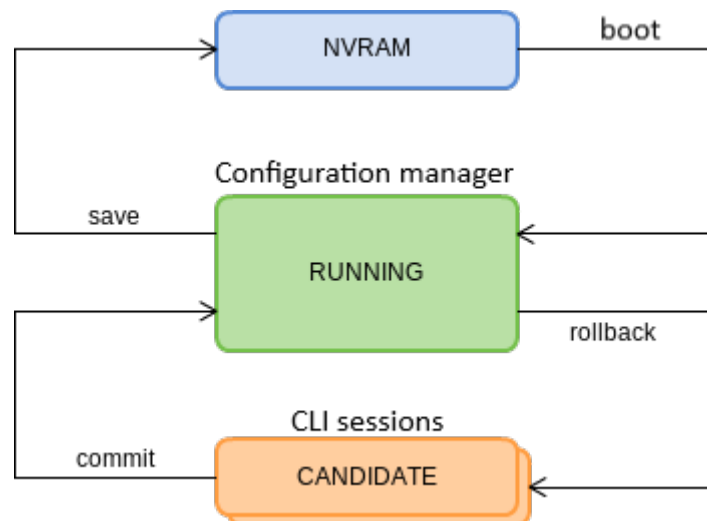 NVRAM
boot
Configuration manager
save
RUNNING
rollback
CLI sessions
commit
CANDIDATE